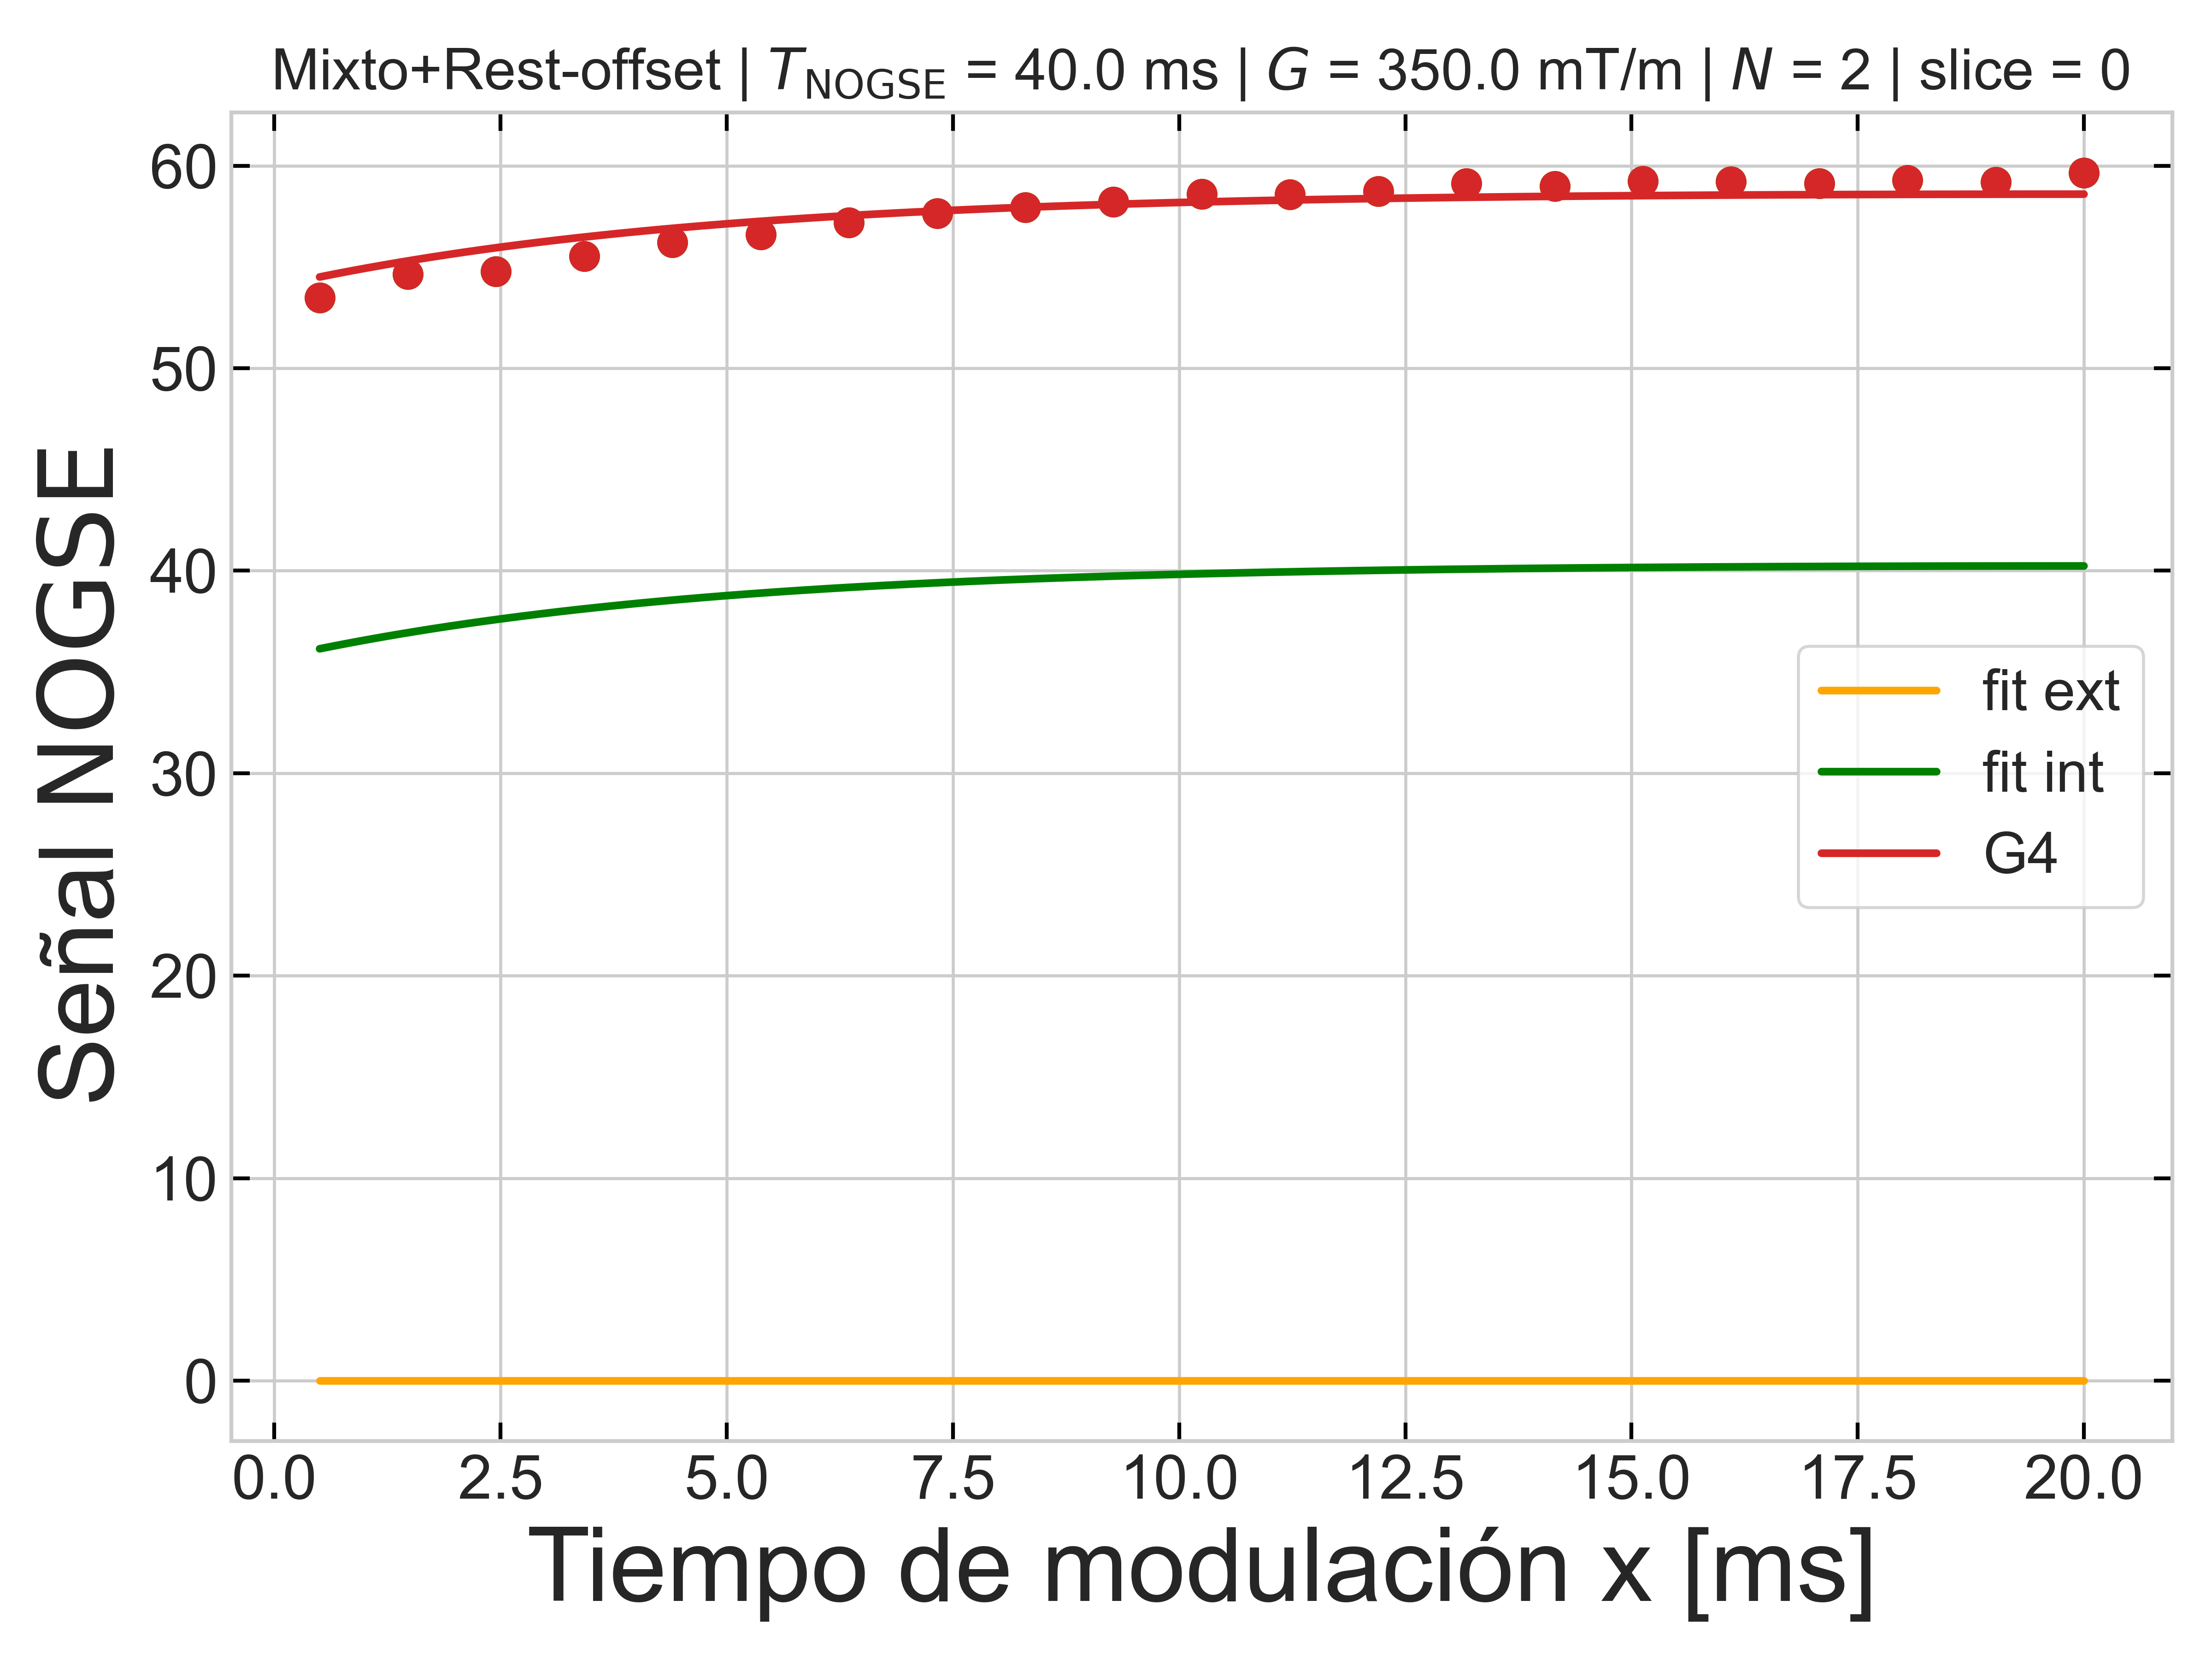 Mixto+Rest-offset | T_NOGSE = 40.0 ms | G = 350.0 mT/m | N = 2 | slice = 0
Señal NOGSE
60
50
40
30
20
10
0
fit ext
fit int
G4
0.0 2.5 5.0 7.5 10.0 12.5 15.0 17.5 20.0
Tiempo de modulación x [ms]